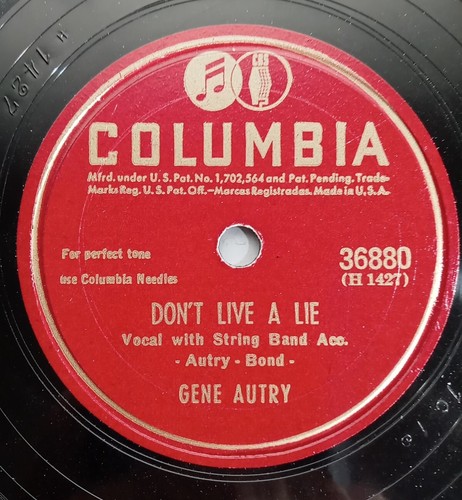 H 1427
COLUMBIA
Mfrd. under U.S. Pat. No. 1,702,564 and Pat. Pending. Trade-
Marks Reg. U.S. Pat. Off.—Marcas Registradas. Made in U.S.A.
For perfect tone
use Columbia Needles
36880
(H 1427)
DON'T LIVE A LIE
Vocal with String Band Acc.
- Autry - Bond -
GENE AUTRY